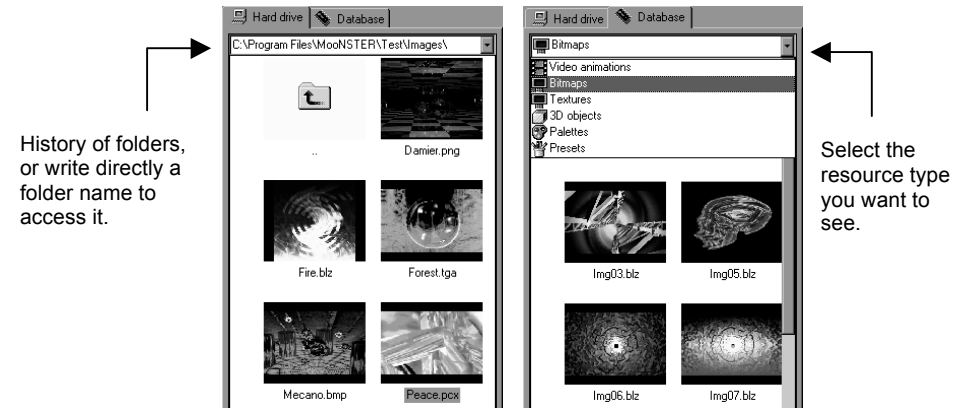 History of folders,
or write directly a
folder name to
access it.
Hard drive
Database
C:\Program Files\MooNSTER\Test\Images\
..
Damier.png
Fire.blz
Forest.tga
Mecano.bmp
Peace.pcx
Hard drive
Database
Bitmaps
Video animations
Bitmaps
Textures
3D objects
Palettes
Presets
Img03.blz
Img05.blz
Img06.blz
Img07.blz
Select the
resource type
you want to
see.